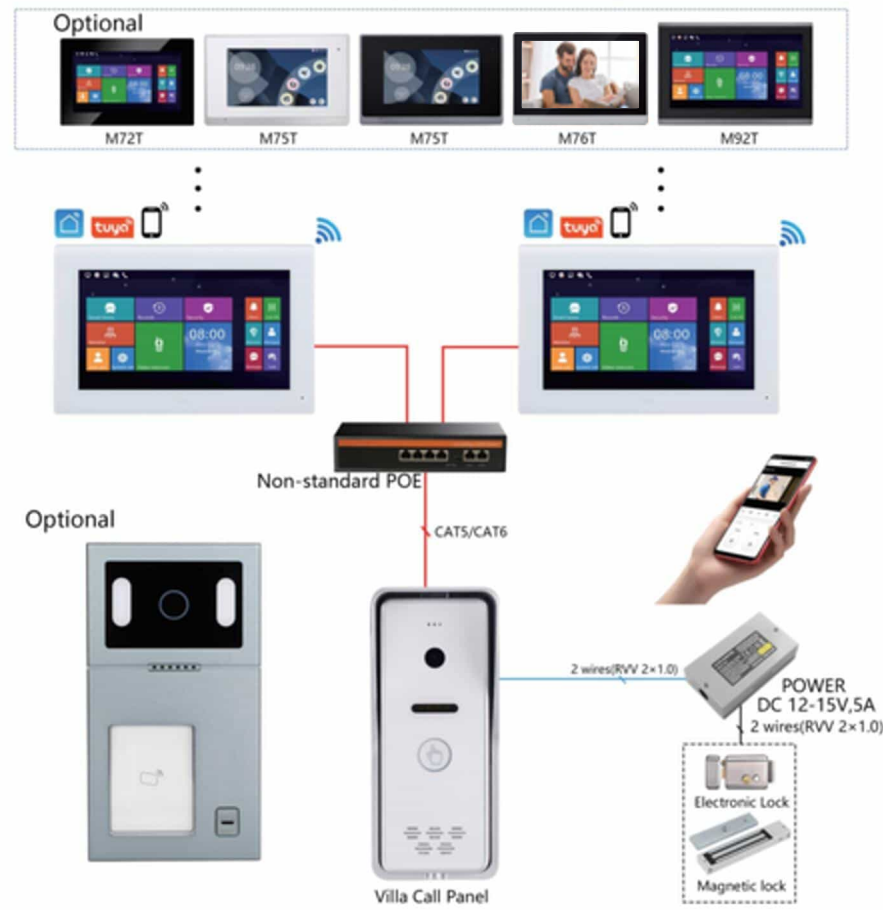 Optional
M72T
M75T
M75T
M76T
M92T
tuya
tuya
08:00
08:00
Non-standard POE
CAT5/CAT6
Optional
2 wires(RVV 2×1.0)
POWER
DC 12-15V,5A
2 wires(RVV 2×1.0)
Electronic Lock
Magnetic lock
Villa Call Panel